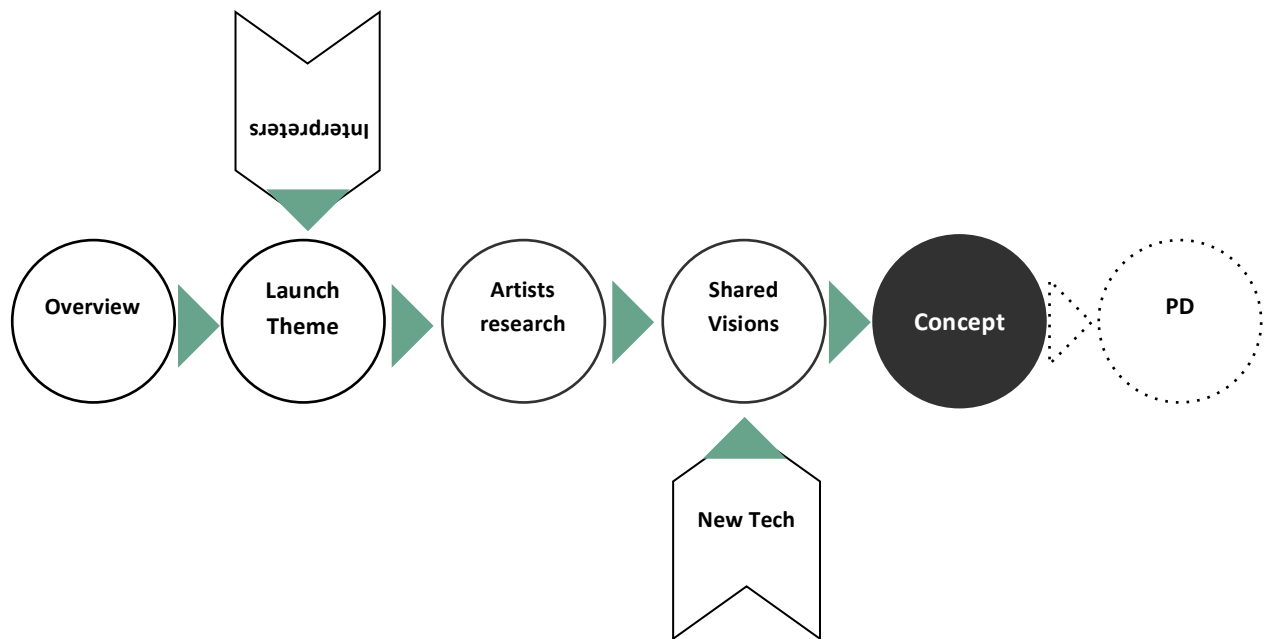 Interpreters
Overview
Launch
Theme
Artists
research
Shared
Visions
Concept
PD
New Tech